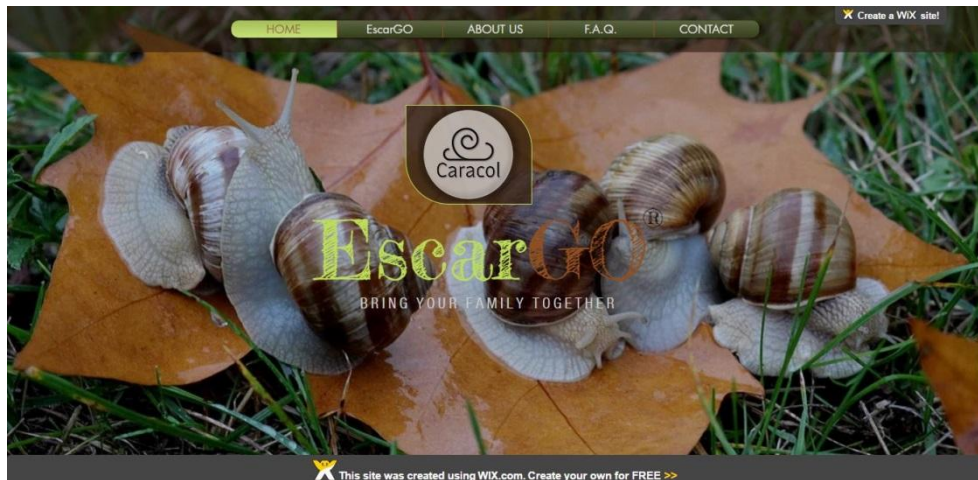 HOME EscarGO ABOUT US F.A.Q. CONTACT
Create a WiX site!
Caracol
EscarGO®
BRING YOUR FAMILY TOGETHER
This site was created using WIX.com. Create your own for FREE >>